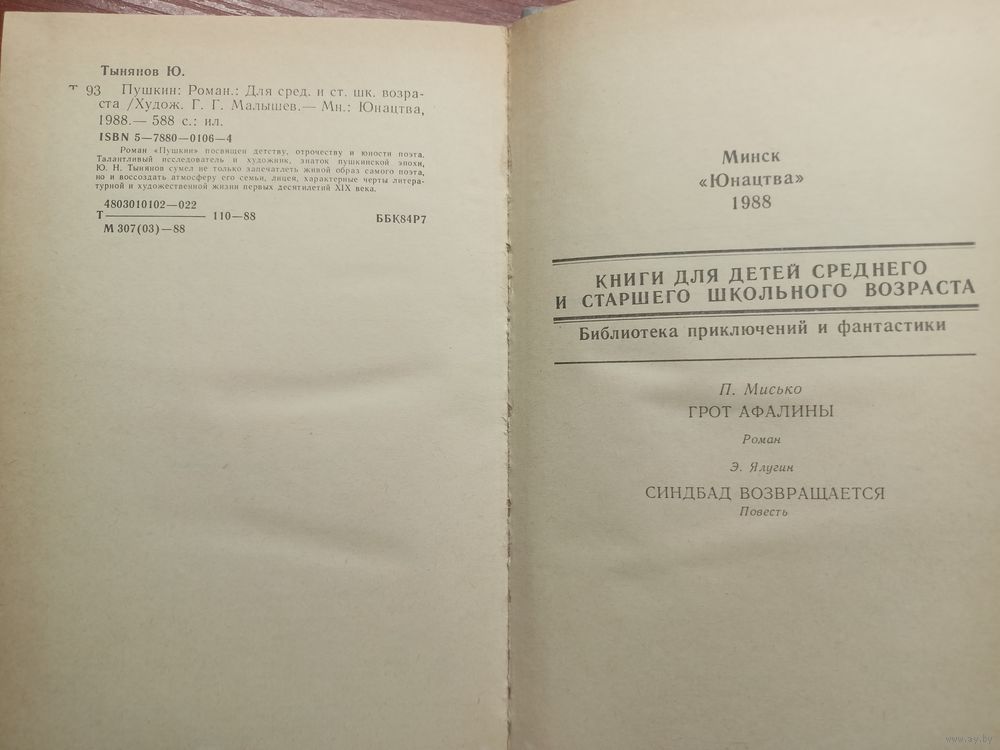 Тынянов Ю.
Т 93 Пушкин: Роман.: Для сред. и ст. шк. возра-
ста /Худож. Г. Г. Малышев.— Мн.: Юнацтва,
1988.— 588 с.: ил.
ISBN 5—7880—0106—4
Роман «Пушкин» посвящен детству, отрочеству и юности поэта.
Талантливый исследователь и художник, знаток пушкинской эпохи,
Ю. Н. Тынянов сумел не только запечатлеть живой образ самого поэта,
но и воссоздать атмосферу его семьи, лицея, характерные черты литера-
турной и художественной жизни первых десятилетий XIX века.
4803010102—022
Т 110—88
М 307(03)—88
ББК84Р7
Минск
«Юнацтва»
1988
КНИГИ ДЛЯ ДЕТЕЙ СРЕДНЕГО
И СТАРШЕГО ШКОЛЬНОГО ВОЗРАСТА
Библиотека приключений и фантастики
П. Мисько
ГРОТ АФАЛИНЫ
Роман
Э. Ялугин
СИНДБАД ВОЗВРАЩАЕТСЯ
Повесть
www.ay.by